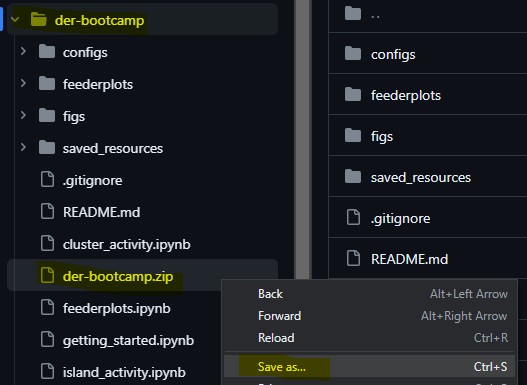 der-bootcamp
configs
feederplots
figs
saved_resources
.gitignore
README.md
cluster_activity.ipynb
der-bootcamp.zip
feederplots.ipynb
getting_started.ipynb
island_activity.ipynb
..
configs
feederplots
figs
saved_resources
.gitignore
README.md
Back Alt+Left Arrow
Forward Alt+Right Arrow
Reload Ctrl+R
Save as... Ctrl+S